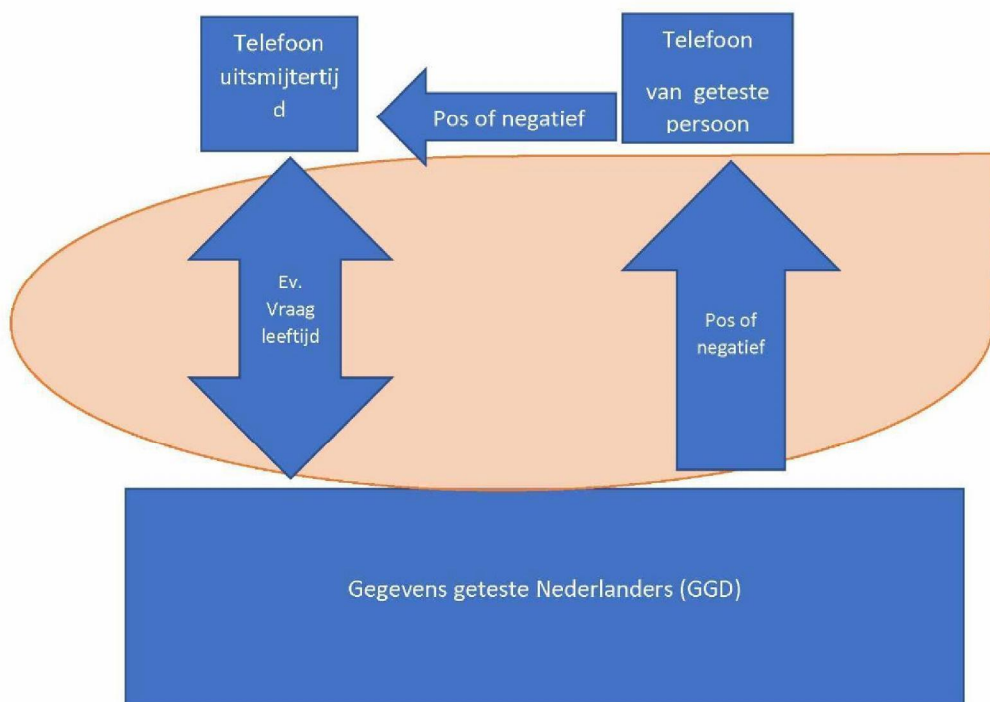 Telefoon
uitsmijtertij
d
Telefoon
van geteste
persoon
Pos of negatief
Ev.
Vraag
leeftijd
Pos of
negatief
Gegevens geteste Nederlanders (GGD)